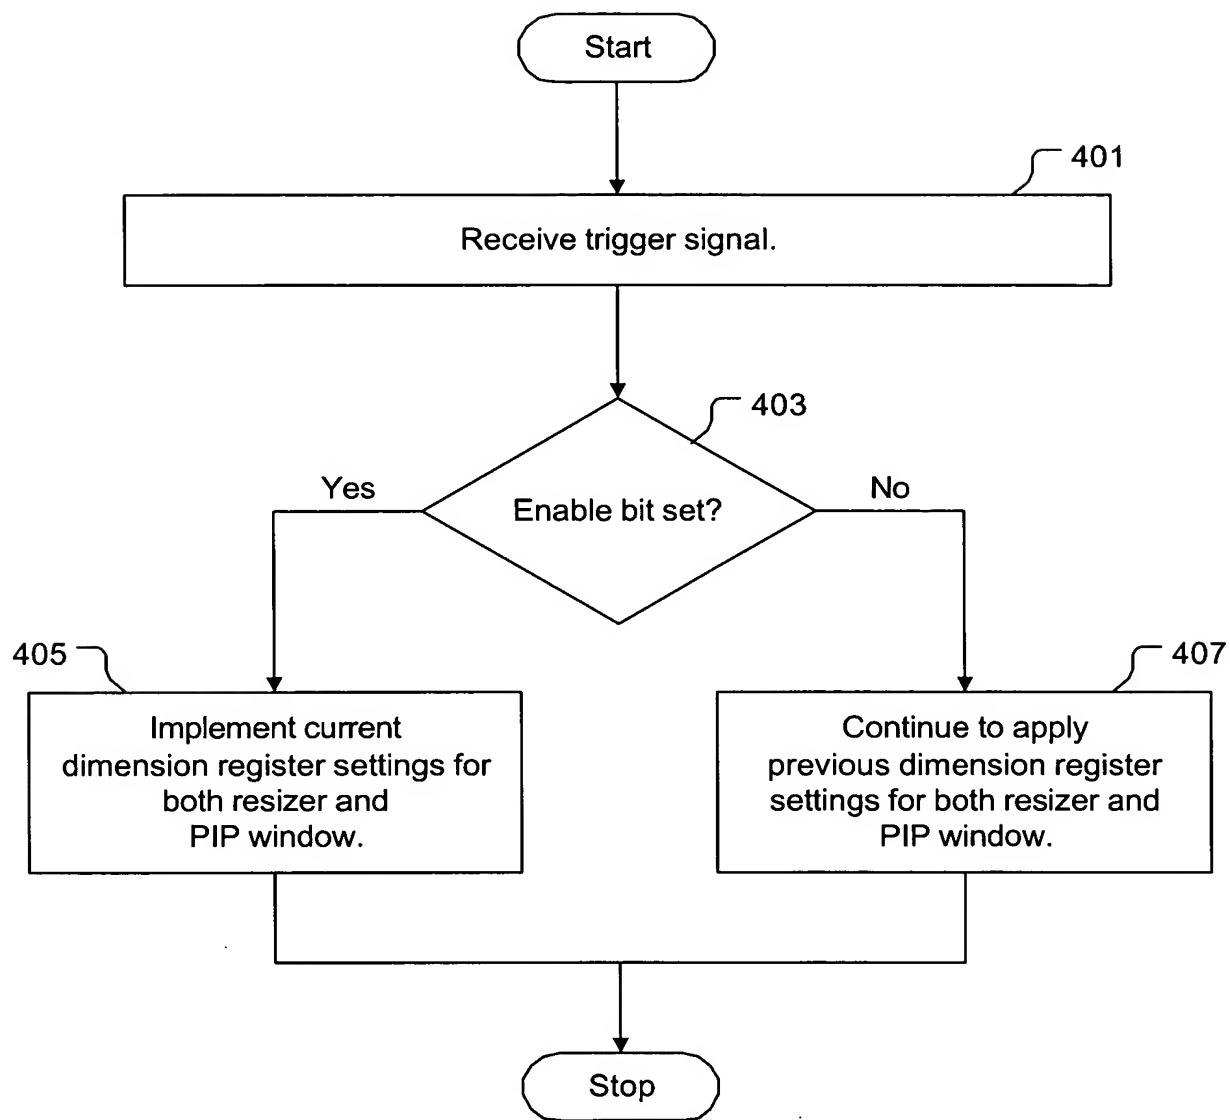 Start
401
Receive trigger signal.
403
Yes
Enable bit set?
No
405
Implement current
dimension register settings for
both resizer and
PIP window.
407
Continue to apply
previous dimension register
settings for both resizer and
PIP window.
Stop